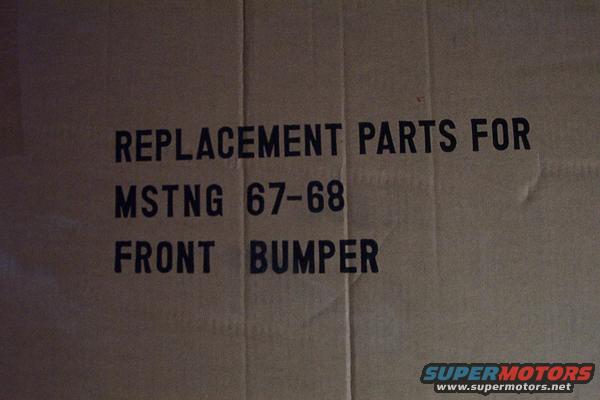 REPLACEMENT PARTS FOR
MSTNG 67-68
FRONT BUMPER
SUPERMOTORS
www.supermotors.net